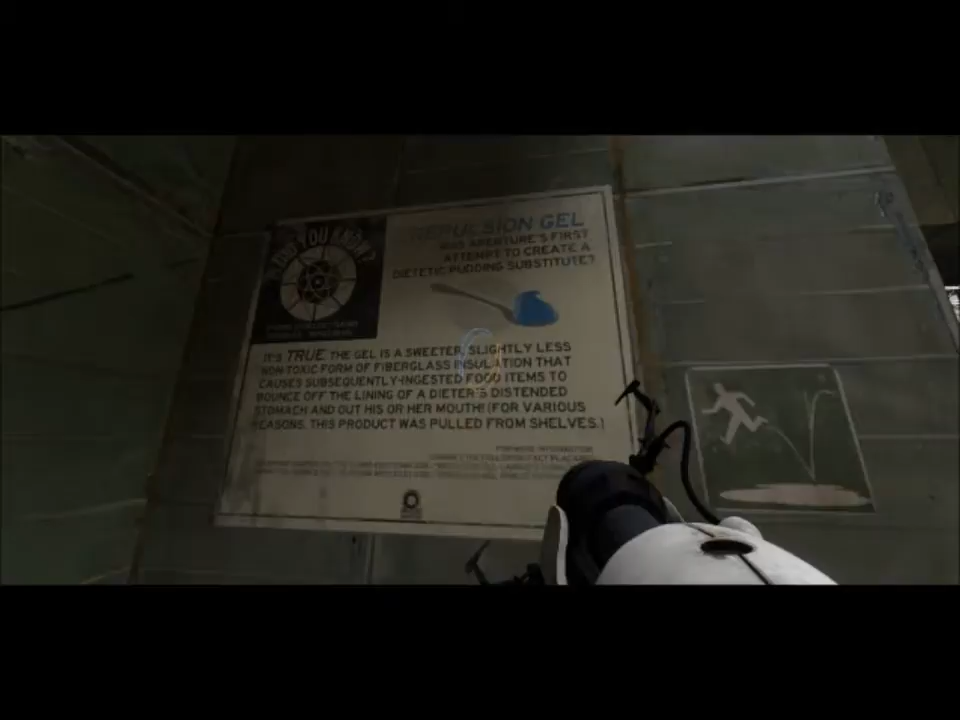 DID YOU KNOW?
REPULSION GEL
WAS APERTURE'S FIRST
ATTEMPT TO CREATE A
DIETETIC PUDDING SUBSTITUTE?
IT'S TRUE. THE GEL IS A SWEETER, SLIGHTLY LESS
NON-TOXIC FORM OF FIBERGLASS INSULATION THAT
CAUSES SUBSEQUENTLY-INGESTED FOOD ITEMS TO
BOUNCE OFF THE LINING OF A DIETER'S DISTENDED
STOMACH AND OUT HIS OR HER MOUTH! (FOR VARIOUS
REASONS, THIS PRODUCT WAS PULLED FROM SHELVES.)
FOR MORE INFORMATION